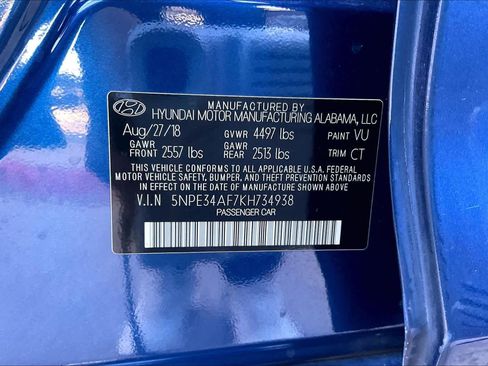 MANUFACTURED BY
HYUNDAI MOTOR MANUFACTURING ALABAMA, LLC
Aug/27/18 GVWR 4497 lbs PAINT VU
GAWR FRONT 2557 lbs GAWR REAR 2513 lbs TRIM CT
THIS VEHICLE CONFORMS TO ALL APPLICABLE U.S.A. FEDERAL
MOTOR VEHICLE SAFETY, BUMPER, AND THEFT PREVENTION
STANDARDS IN EFFECT ON THE DATE OF MANUFACTURE SHOWN ABOVE.
V.I.N 5NPE34AF7KH734938
PASSENGER CAR